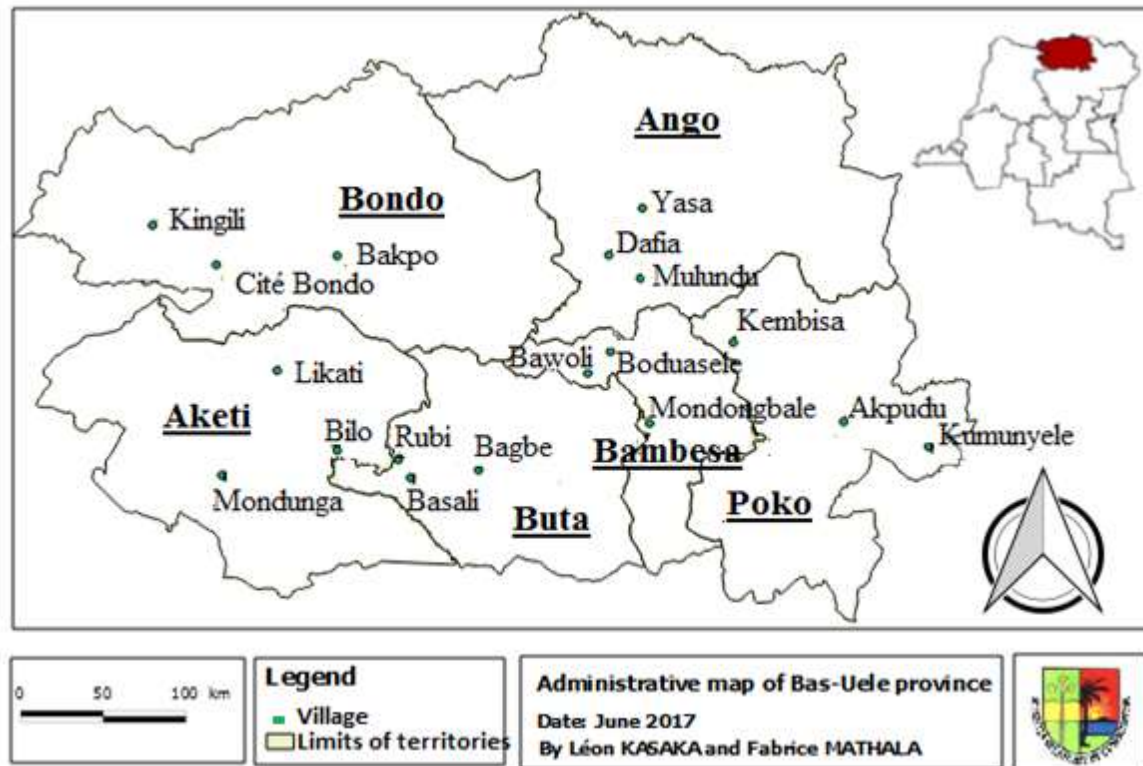 Ango
Bondo
Yasa
Kingili
Dafia
Bakpo
Cité Bondo
Mulundu
Kembisa
Bawoli
Boduasele
Likati
Aketi
Mondongbale
Akpudu
Bilo
Rubi
Bagbe
Bambesa
Kumunyele
Mondunga
Basali
Buta
Poko
0 50 100 km
Legend
Village
Limits of territories
Administrative map of Bas-Uele province
Date: June 2017
By Léon KASAKA and Fabrice MATHALA